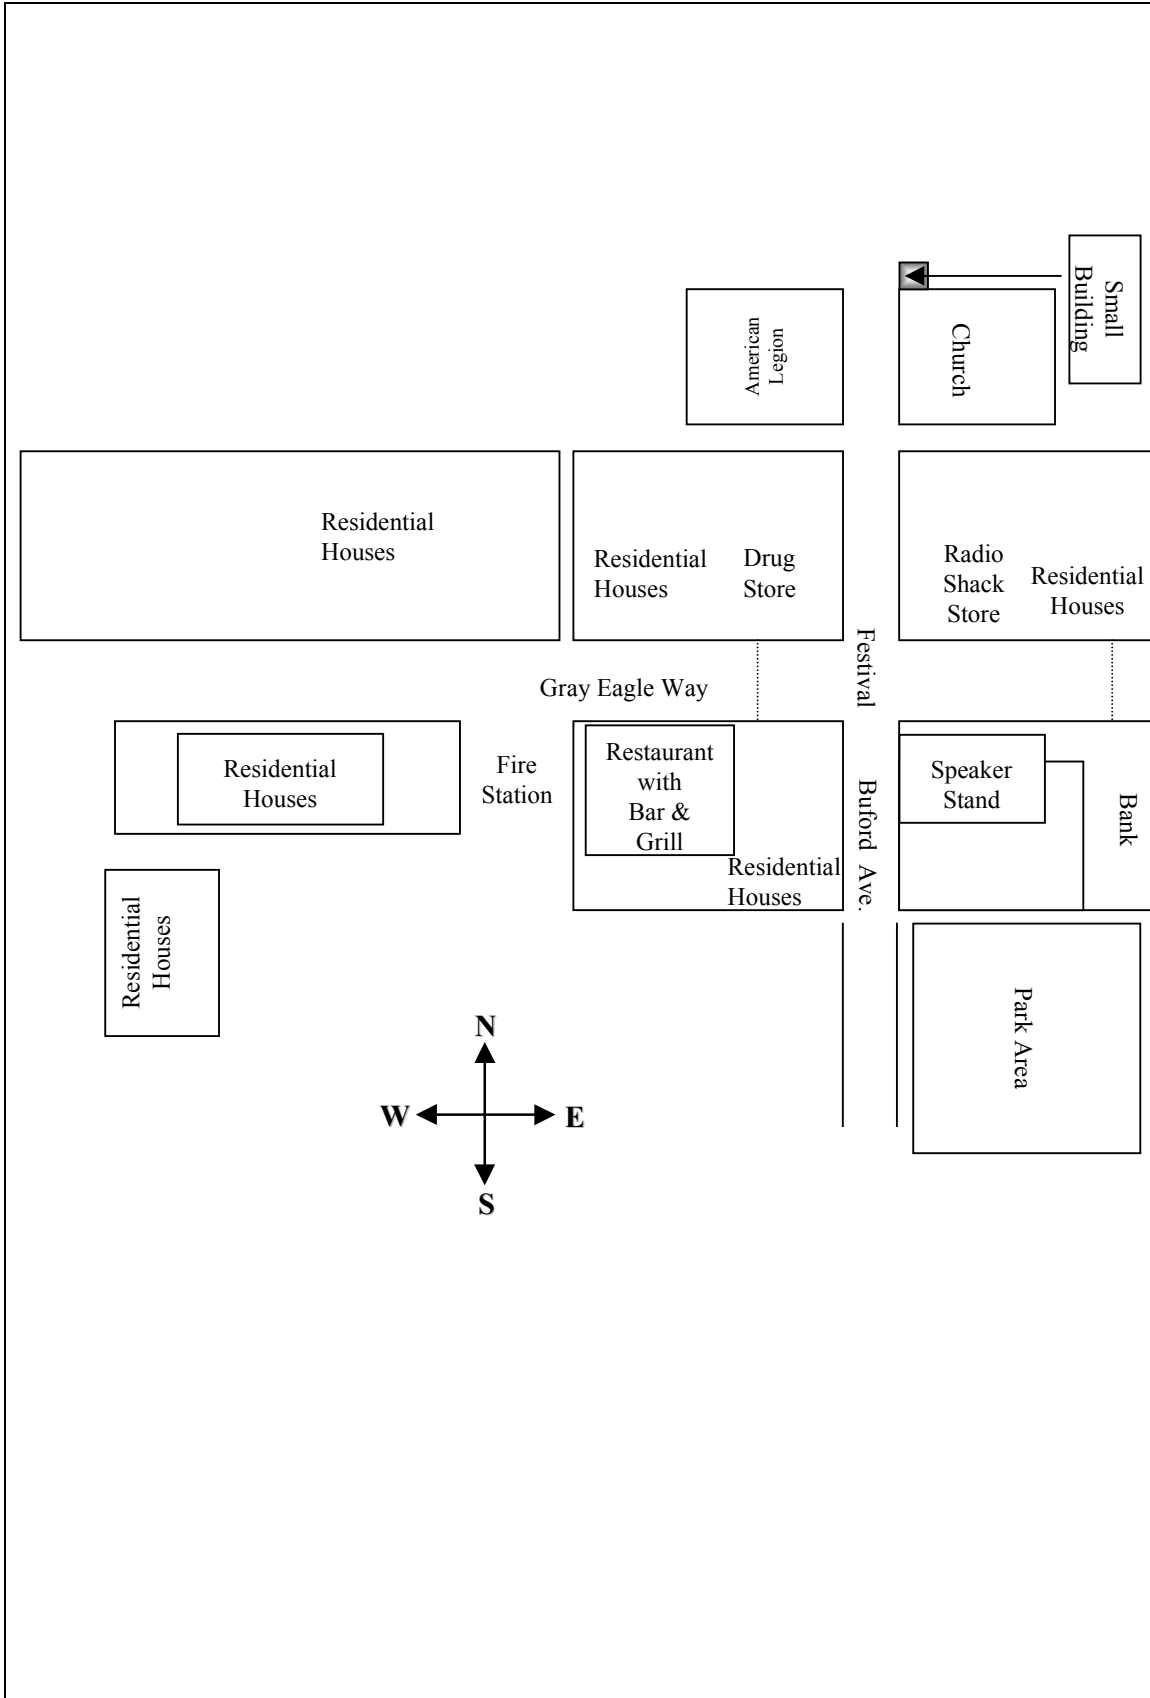 Small
Building
American
Legion
Church
Residential
Houses
Residential
Houses
Drug
Store
Radio
Shack
Store
Residential
Houses
Festival
Gray Eagle Way
Residential
Houses
Fire
Station
Restaurant
with
Bar &
Grill
Residential
Houses
Buford Ave.
Speaker
Stand
Bank
Residential
Houses
Park Area
N
W
E
S